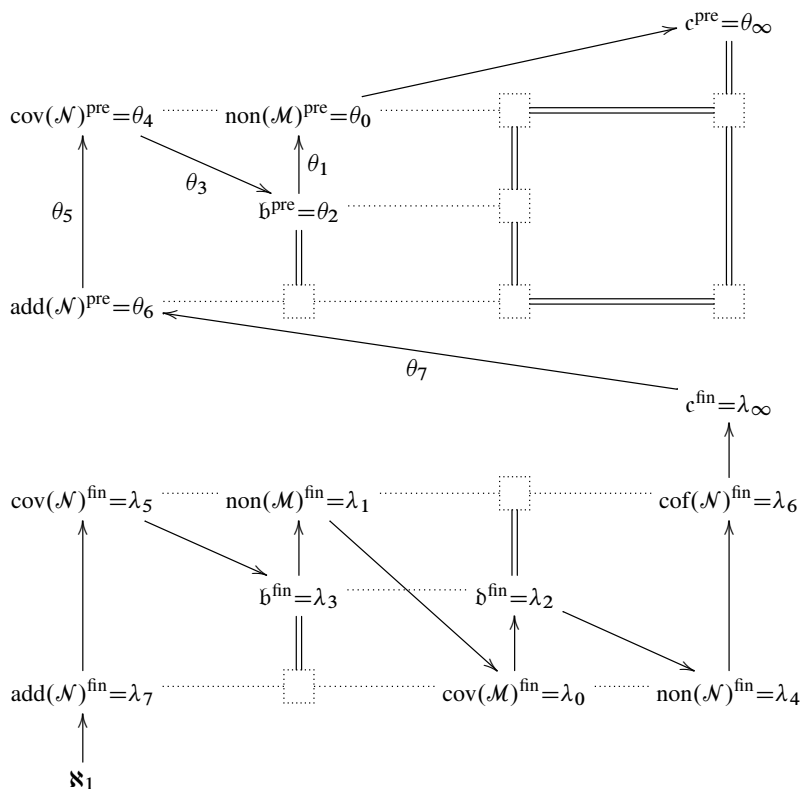 𝔠^pre=θ_∞
cov(𝒩)^pre=θ_4 non(ℳ)^pre=θ_0
θ_1
θ_3
θ_5
𝔟^pre=θ_2
add(𝒩)^pre=θ_6
θ_7
𝔠^fin=λ_∞
cov(𝒩)^fin=λ_5 non(ℳ)^fin=λ_1 cof(𝒩)^fin=λ_6
𝔟^fin=λ_3 𝔡^fin=λ_2
add(𝒩)^fin=λ_7 cov(ℳ)^fin=λ_0 non(𝒩)^fin=λ_4
ℵ_1